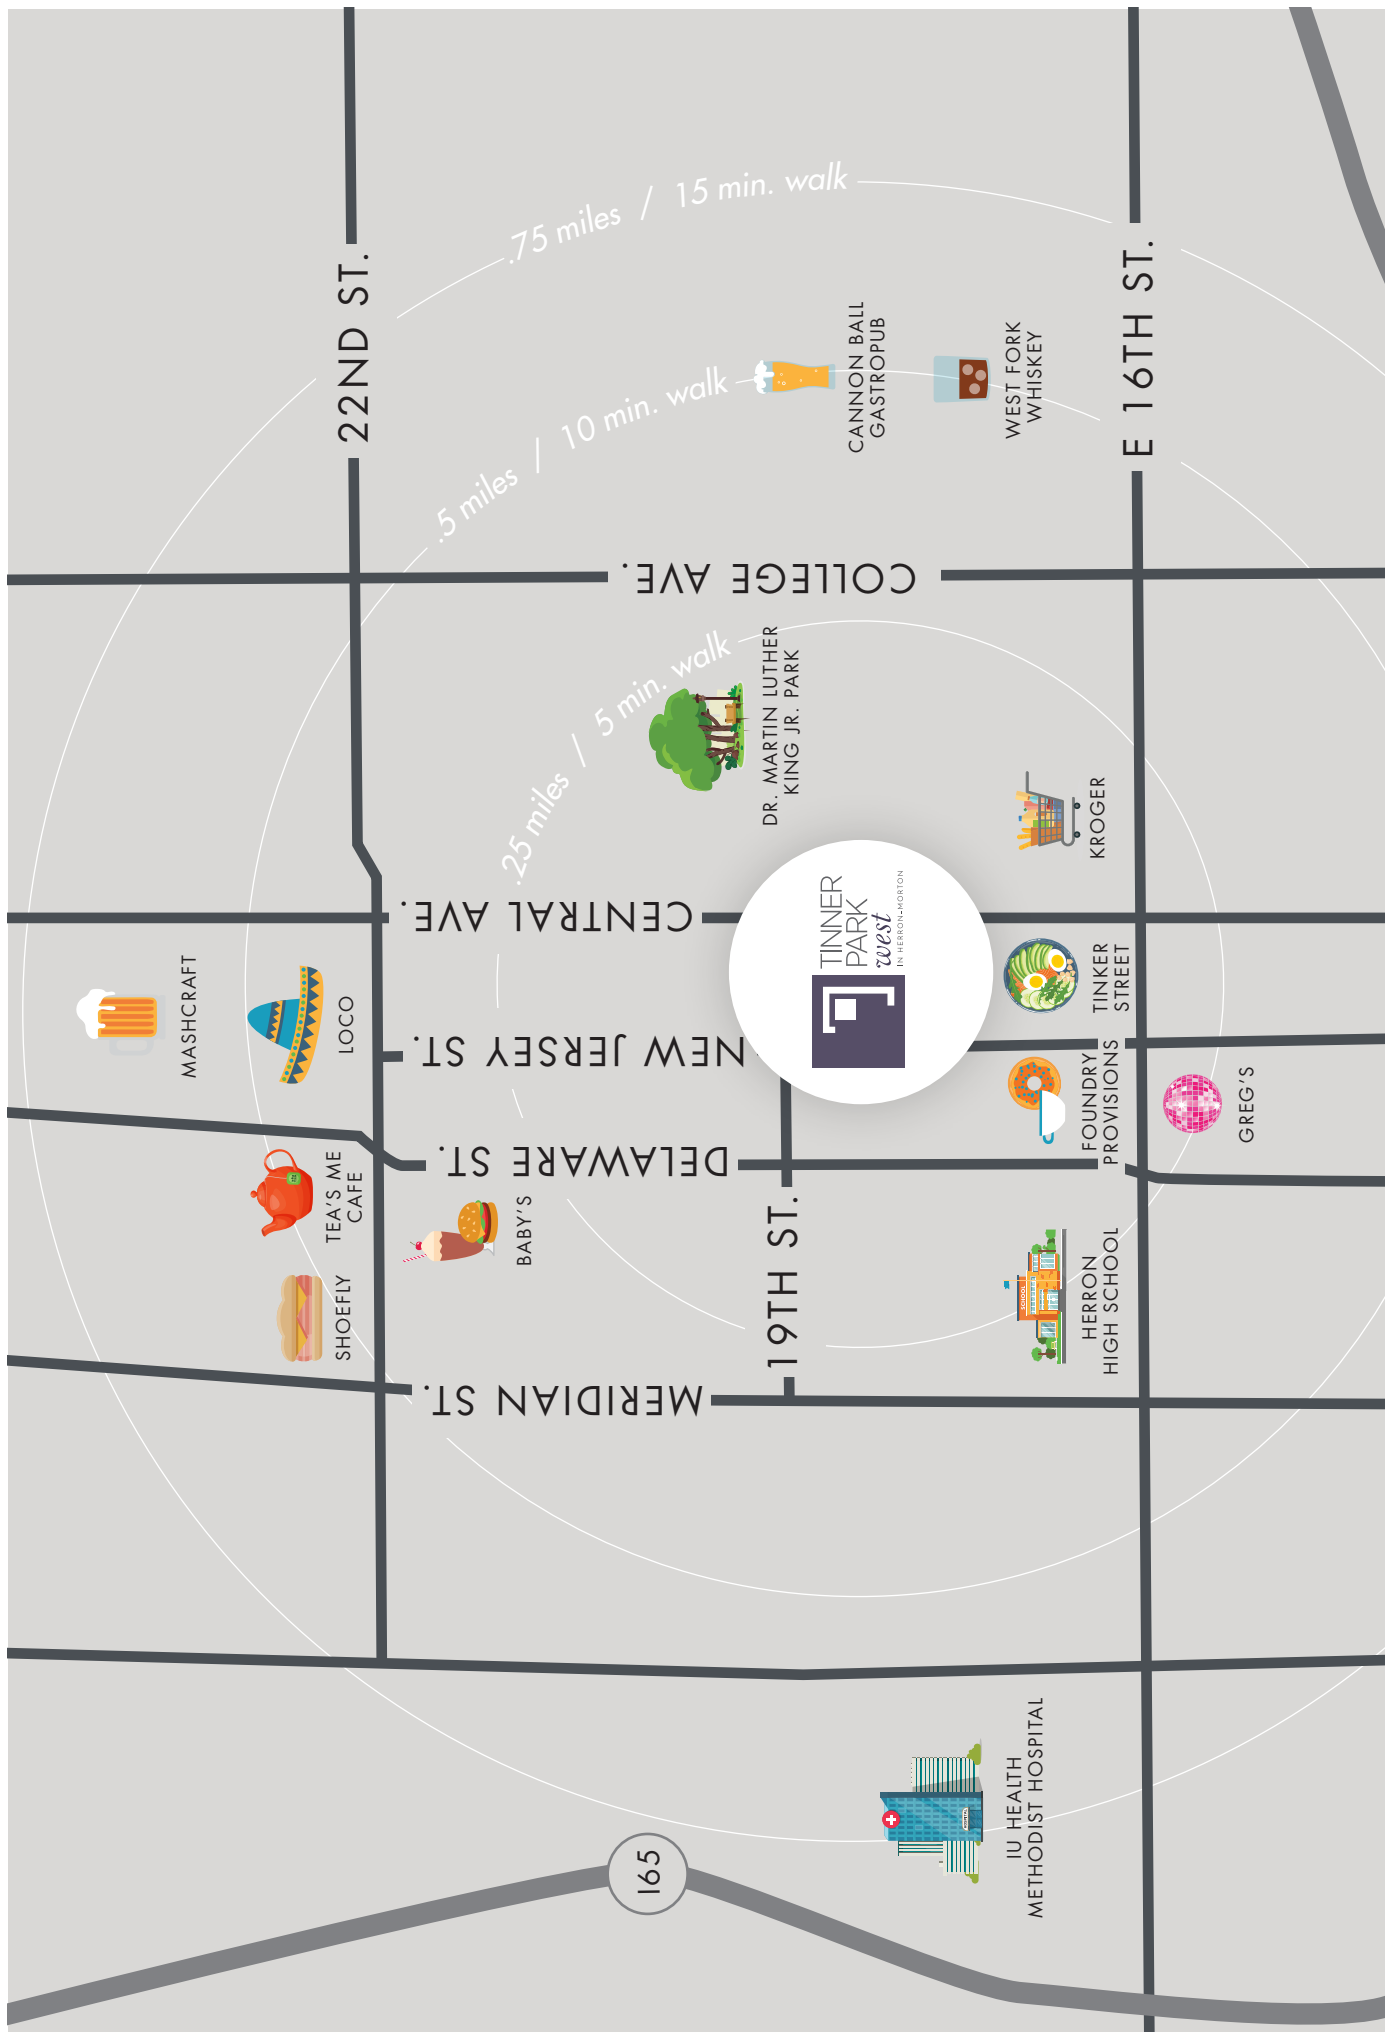 22ND ST.
E 16TH ST.
19TH ST.
COLLEGE AVE.
CENTRAL AVE.
NEW JERSEY ST.
DELAWARE ST.
MERIDIAN ST.
I65
.75 miles / 15 min. walk
.5 miles / 10 min. walk
.25 miles / 5 min. walk
CANNON BALL
GASTROPUB
WEST FORK
WHISKEY
DR. MARTIN LUTHER
KING JR. PARK
KROGER
TINNER
PARK
west
IN HERRON-MORTON
TINKER
STREET
FOUNDRY
PROVISIONS
GREG'S
MASHCRAFT
LOCO
TEA'S ME
CAFE
SHOEFLY
BABY'S
HERRON
HIGH SCHOOL
SCHOOL
IU HEALTH
METHODIST HOSPITAL